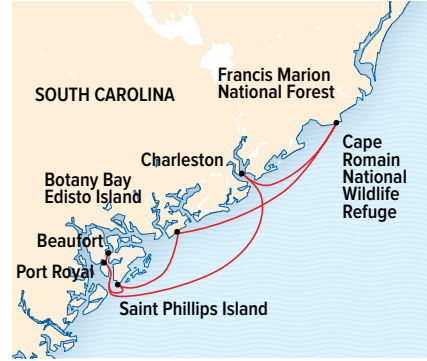 Francis Marion
National Forest
SOUTH CAROLINA
Charleston
Cape
Romain
National
Wildlife
Refuge
Botany Bay
Edisto Island
Beaufort
Port Royal
Saint Phillips Island